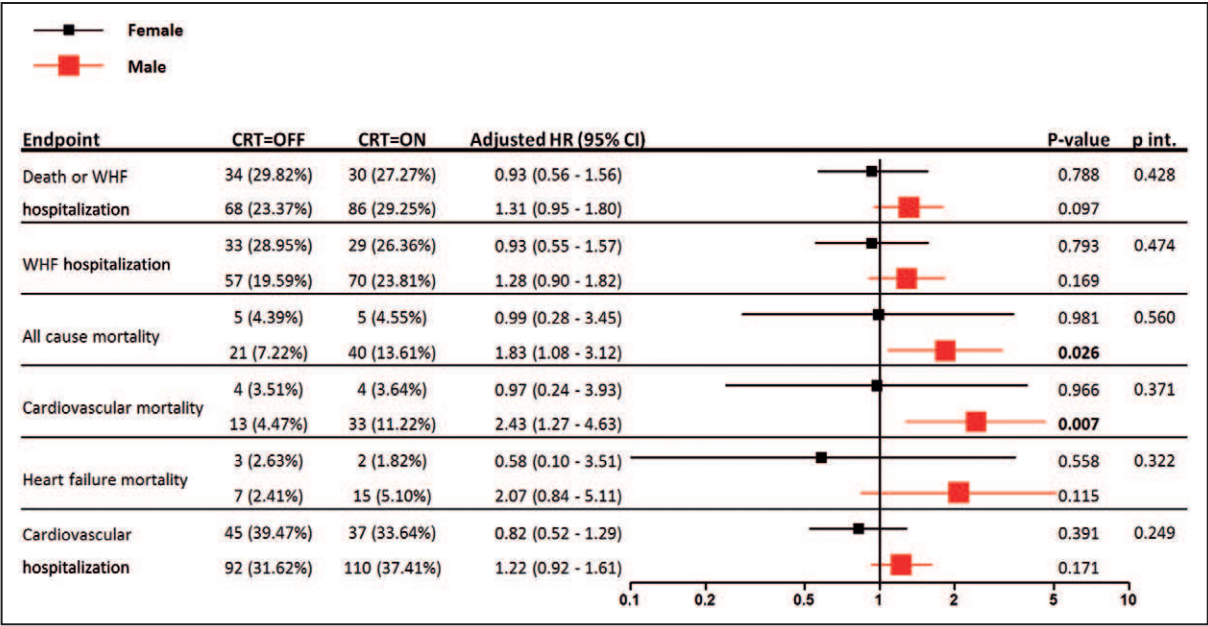 Female
Male
Endpoint CRT=OFF CRT=ON Adjusted HR (95% CI) P-value p int.
Death or WHF 34 (29.82%) 30 (27.27%) 0.93 (0.56 - 1.56) 0.788 0.428
hospitalization 68 (23.37%) 86 (29.25%) 1.31 (0.95 - 1.80) 0.097
WHF hospitalization
33 (28.95%) 29 (26.36%) 0.93 (0.55 - 1.57) 0.793 0.474
57 (19.59%) 70 (23.81%) 1.28 (0.90 - 1.82) 0.169
All cause mortality
5 (4.39%) 5 (4.55%) 0.99 (0.28 - 3.45) 0.981 0.560
21 (7.22%) 40 (13.61%) 1.83 (1.08 - 3.12) 0.026
Cardiovascular mortality
4 (3.51%) 4 (3.64%) 0.97 (0.24 - 3.93) 0.966 0.371
13 (4.47%) 33 (11.22%) 2.43 (1.27 - 4.63) 0.007
Heart failure mortality
3 (2.63%) 2 (1.82%) 0.58 (0.10 - 3.51) 0.558 0.322
7 (2.41%) 15 (5.10%) 2.07 (0.84 - 5.11) 0.115
Cardiovascular 45 (39.47%) 37 (33.64%) 0.82 (0.52 - 1.29) 0.391 0.249
hospitalization 92 (31.62%) 110 (37.41%) 1.22 (0.92 - 1.61) 0.171
0.1 0.2 0.5 1 2 5 10